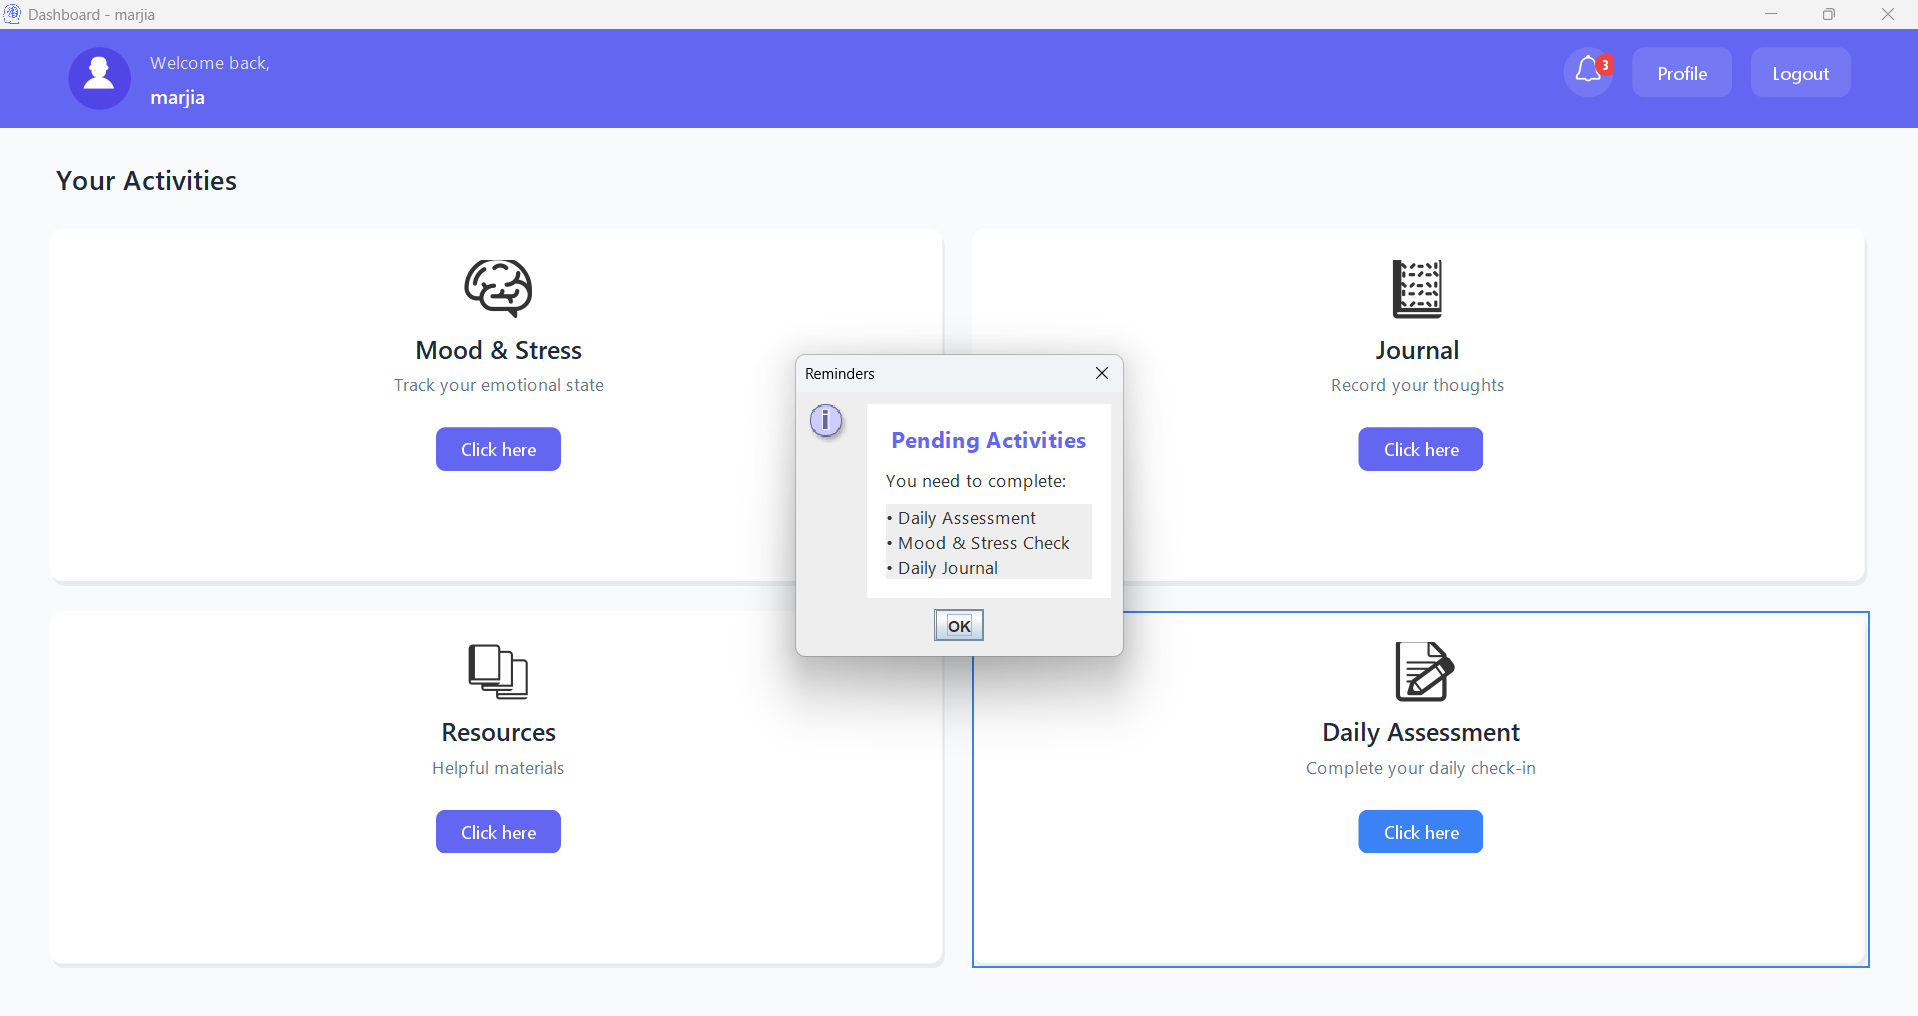 Dashboard - marjia
Welcome back,
marjia
3
Profile
Logout
Your Activities
Mood & Stress
Track your emotional state
Click here
Journal
Record your thoughts
Click here
Reminders
i
Pending Activities
You need to complete:
• Daily Assessment
• Mood & Stress Check
• Daily Journal
OK
Resources
Helpful materials
Click here
Daily Assessment
Complete your daily check-in
Click here